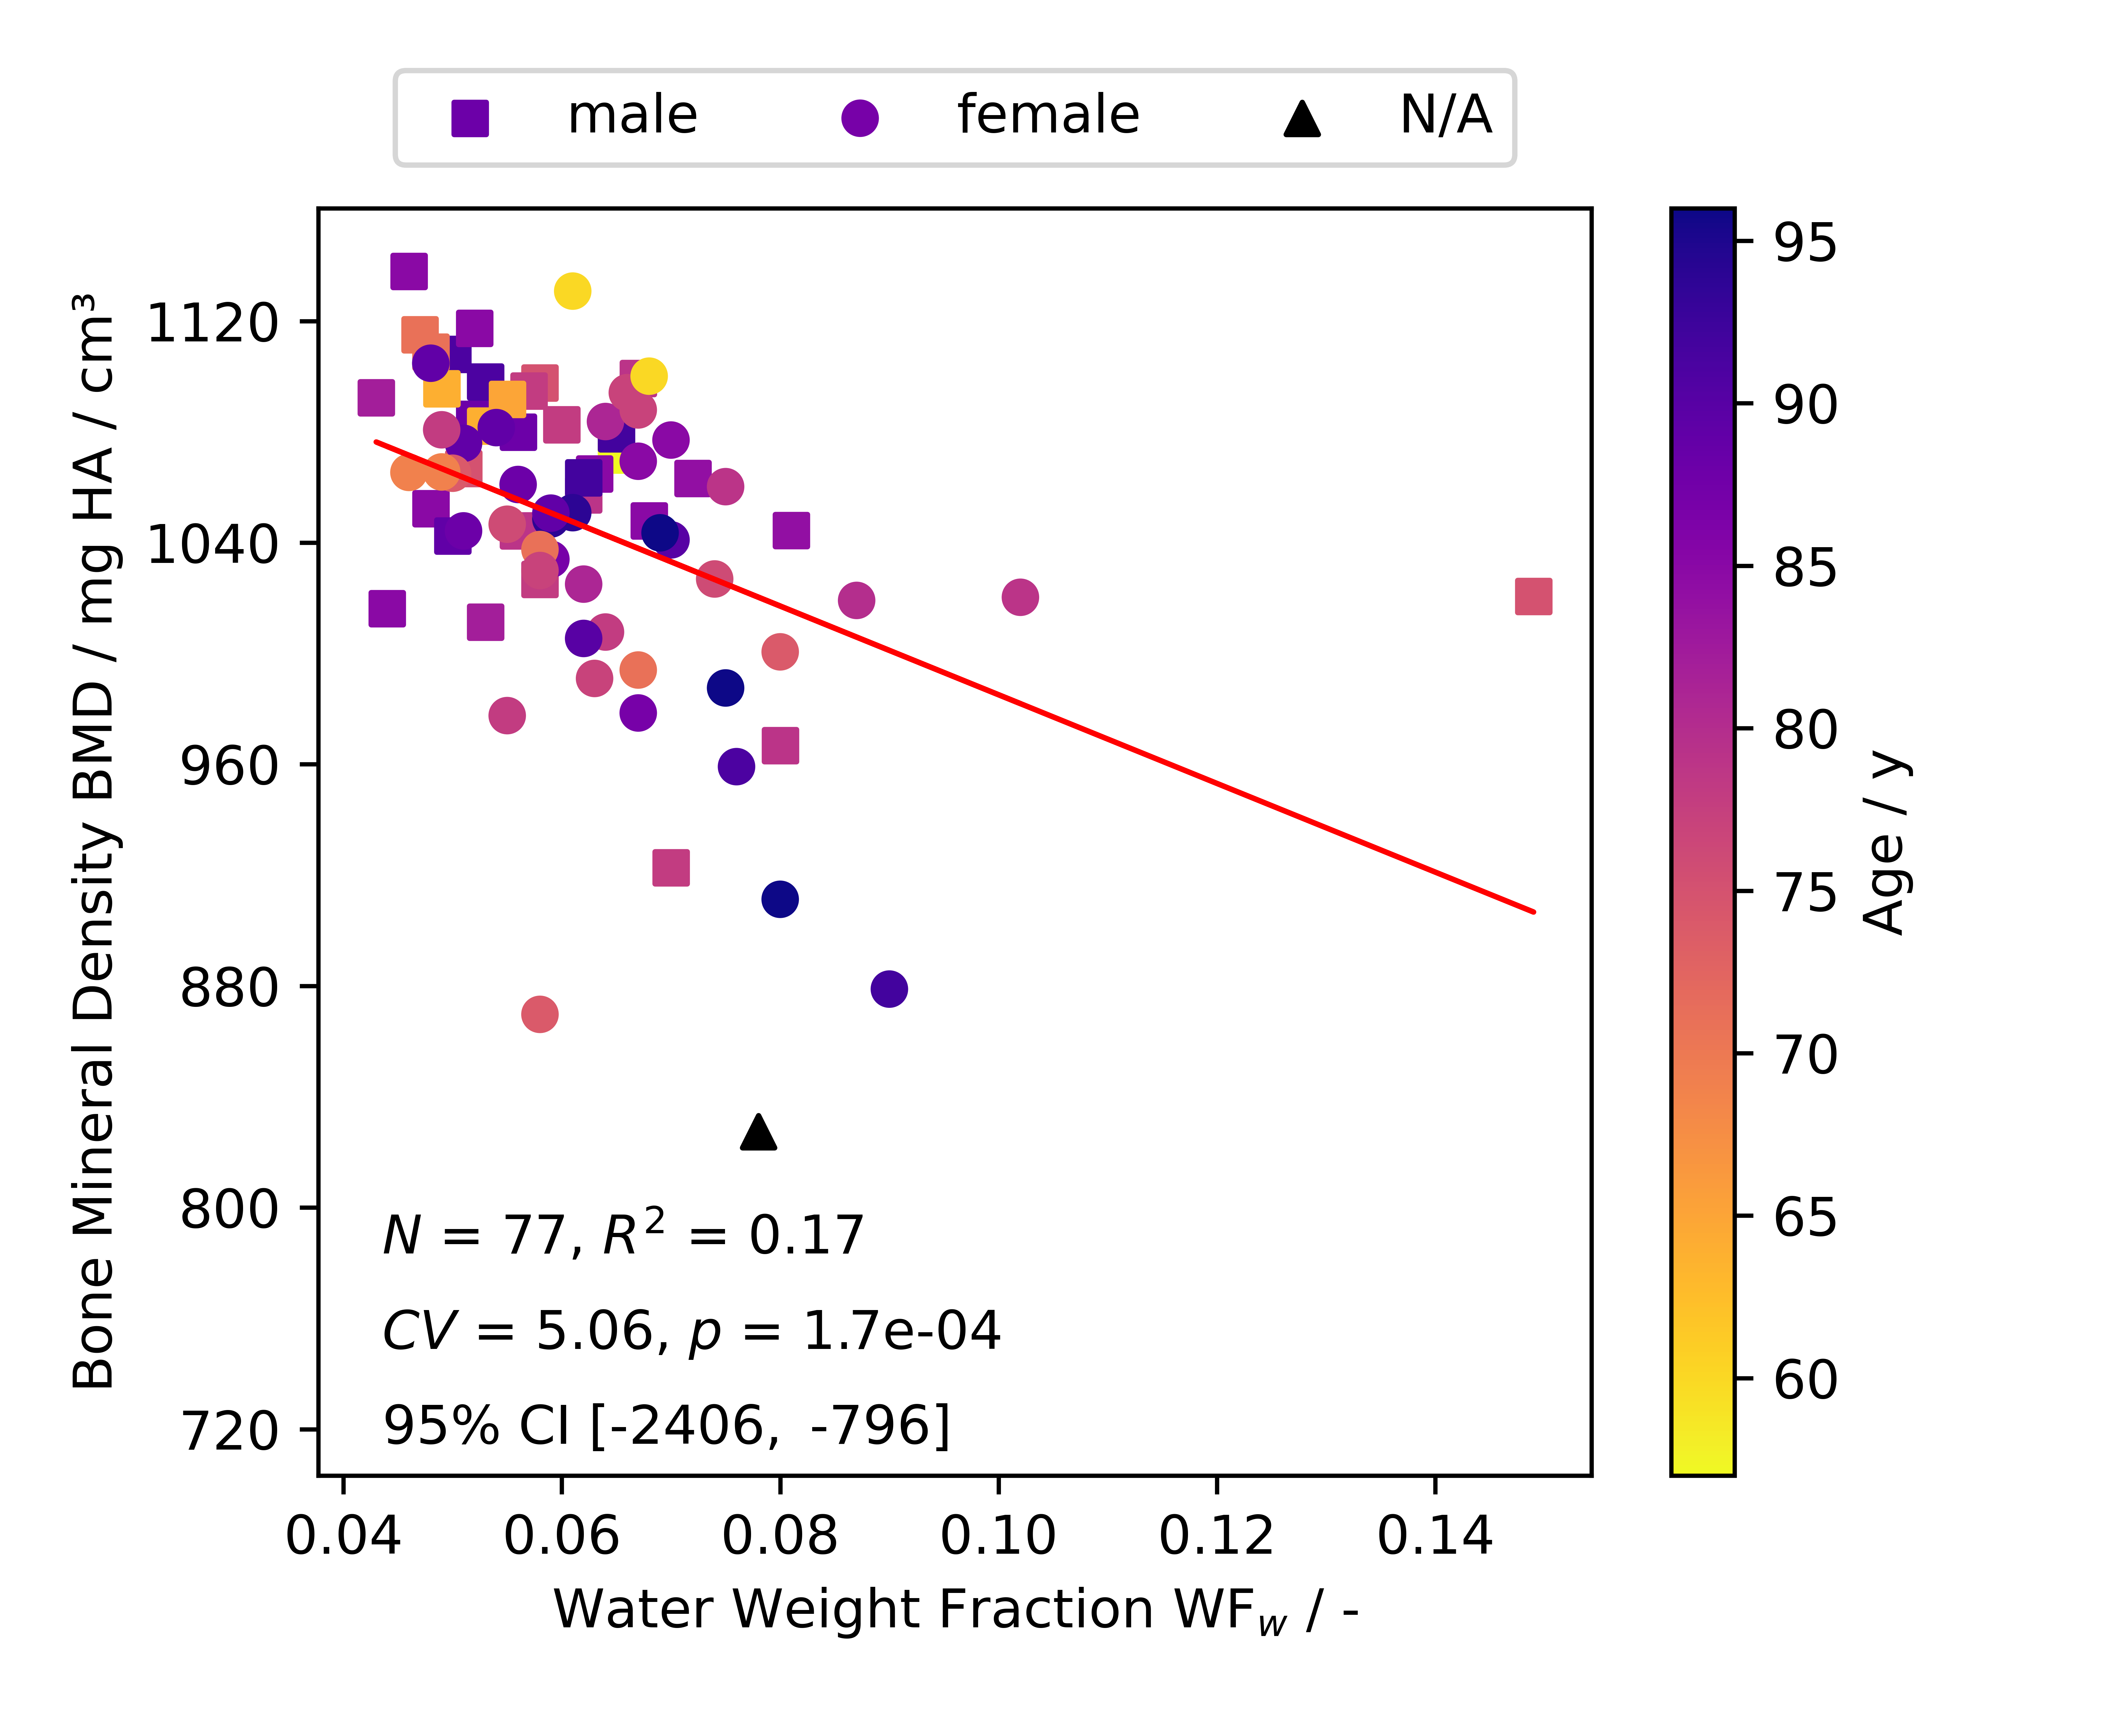 male female N/A
Bone Mineral Density BMD / mg HA / cm³
1120
1040
960
880
800
720
N = 77, R² = 0.17
CV = 5.06, p = 1.7e-04
95% CI [-2406, -796]
0.04 0.06 0.08 0.10 0.12 0.14
Water Weight Fraction WFw / -
95
90
85
80
75
70
65
60
Age / y